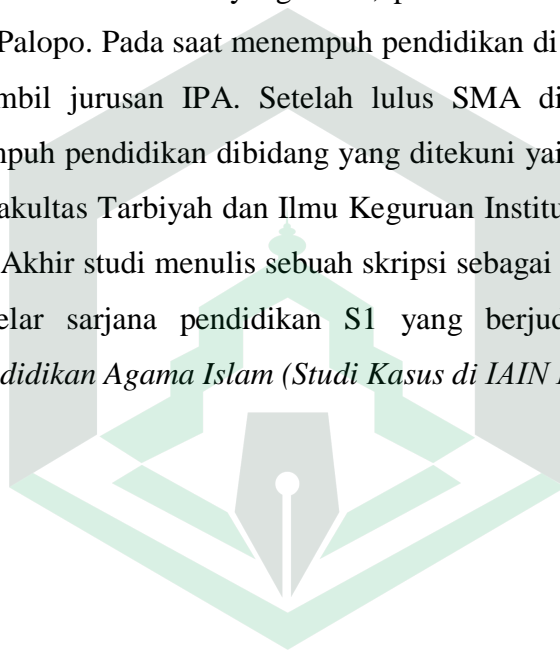 Palopo. Pada saat menempuh pendidikan di
mbil jurusan IPA. Setelah lulus SMA di
puh pendidikan dibidang yang ditekuni yai
akultas Tarbiyah dan Ilmu Keguruan Institu
Akhir studi menulis sebuah skripsi sebagai
elar sarjana pendidikan S1 yang berjud
didikan Agama Islam (Studi Kasus di IAIN